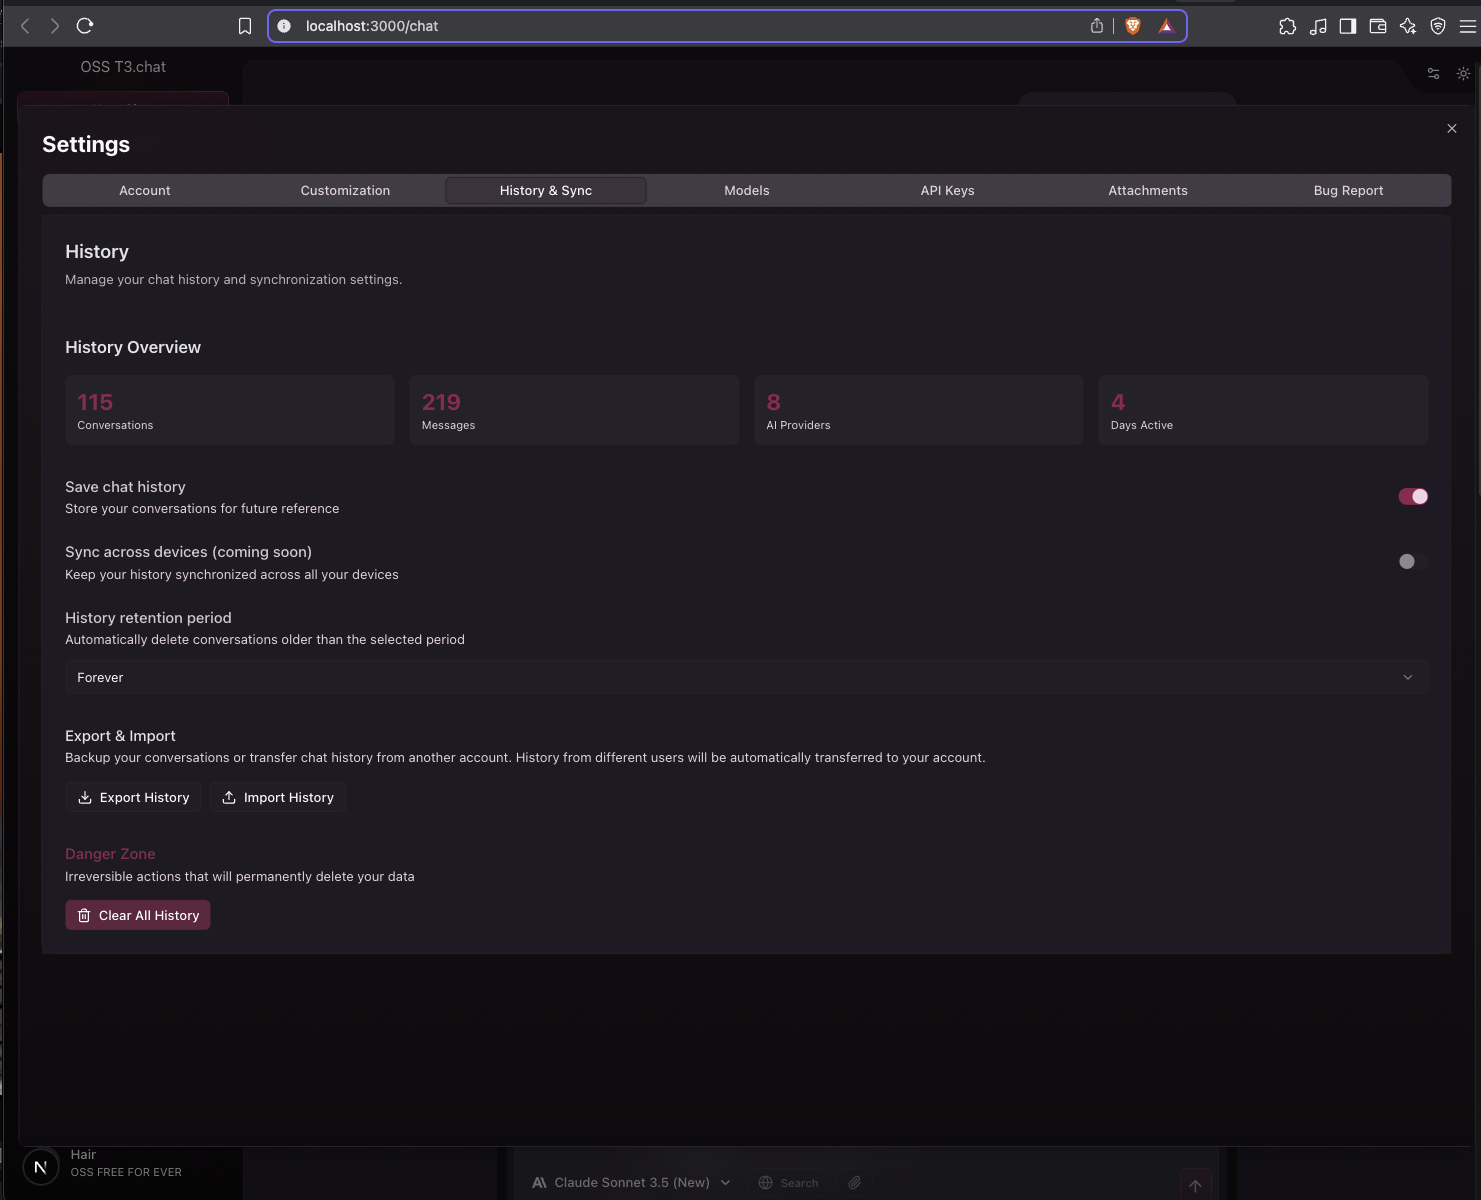 localhost:3000/chat
OSS T3.chat
Settings
Account
Customization
History & Sync
Models
API Keys
Attachments
Bug Report
History
Manage your chat history and synchronization settings.
History Overview
115
Conversations
219
Messages
8
AI Providers
4
Days Active
Save chat history
Store your conversations for future reference
Sync across devices (coming soon)
Keep your history synchronized across all your devices
History retention period
Automatically delete conversations older than the selected period
Forever
Export & Import
Backup your conversations or transfer chat history from another account. History from different users will be automatically transferred to your account.
Export History
Import History
Danger Zone
Irreversible actions that will permanently delete your data
Clear All History
N
Hair
OSS FREE FOR EVER
Claude Sonnet 3.5 (New)
Search